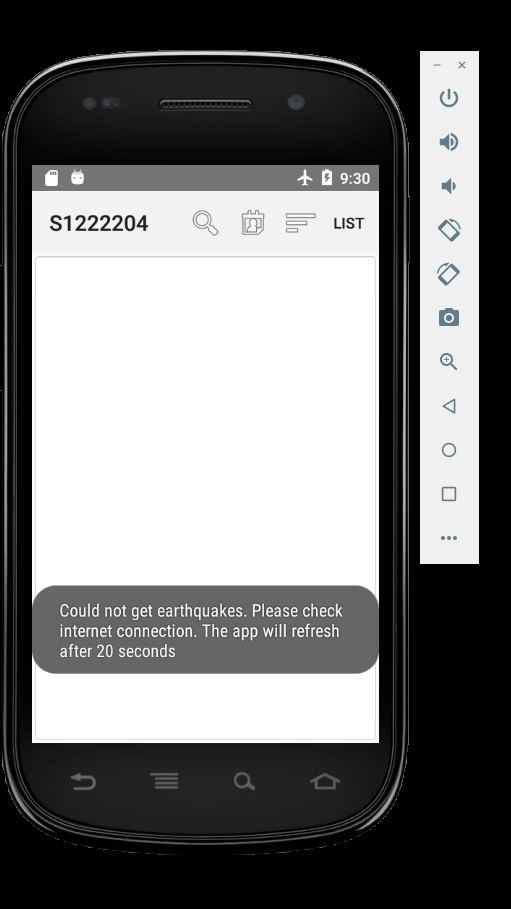 9:30
S1222204 LIST
Could not get earthquakes. Please check
internet connection. The app will refresh
after 20 seconds